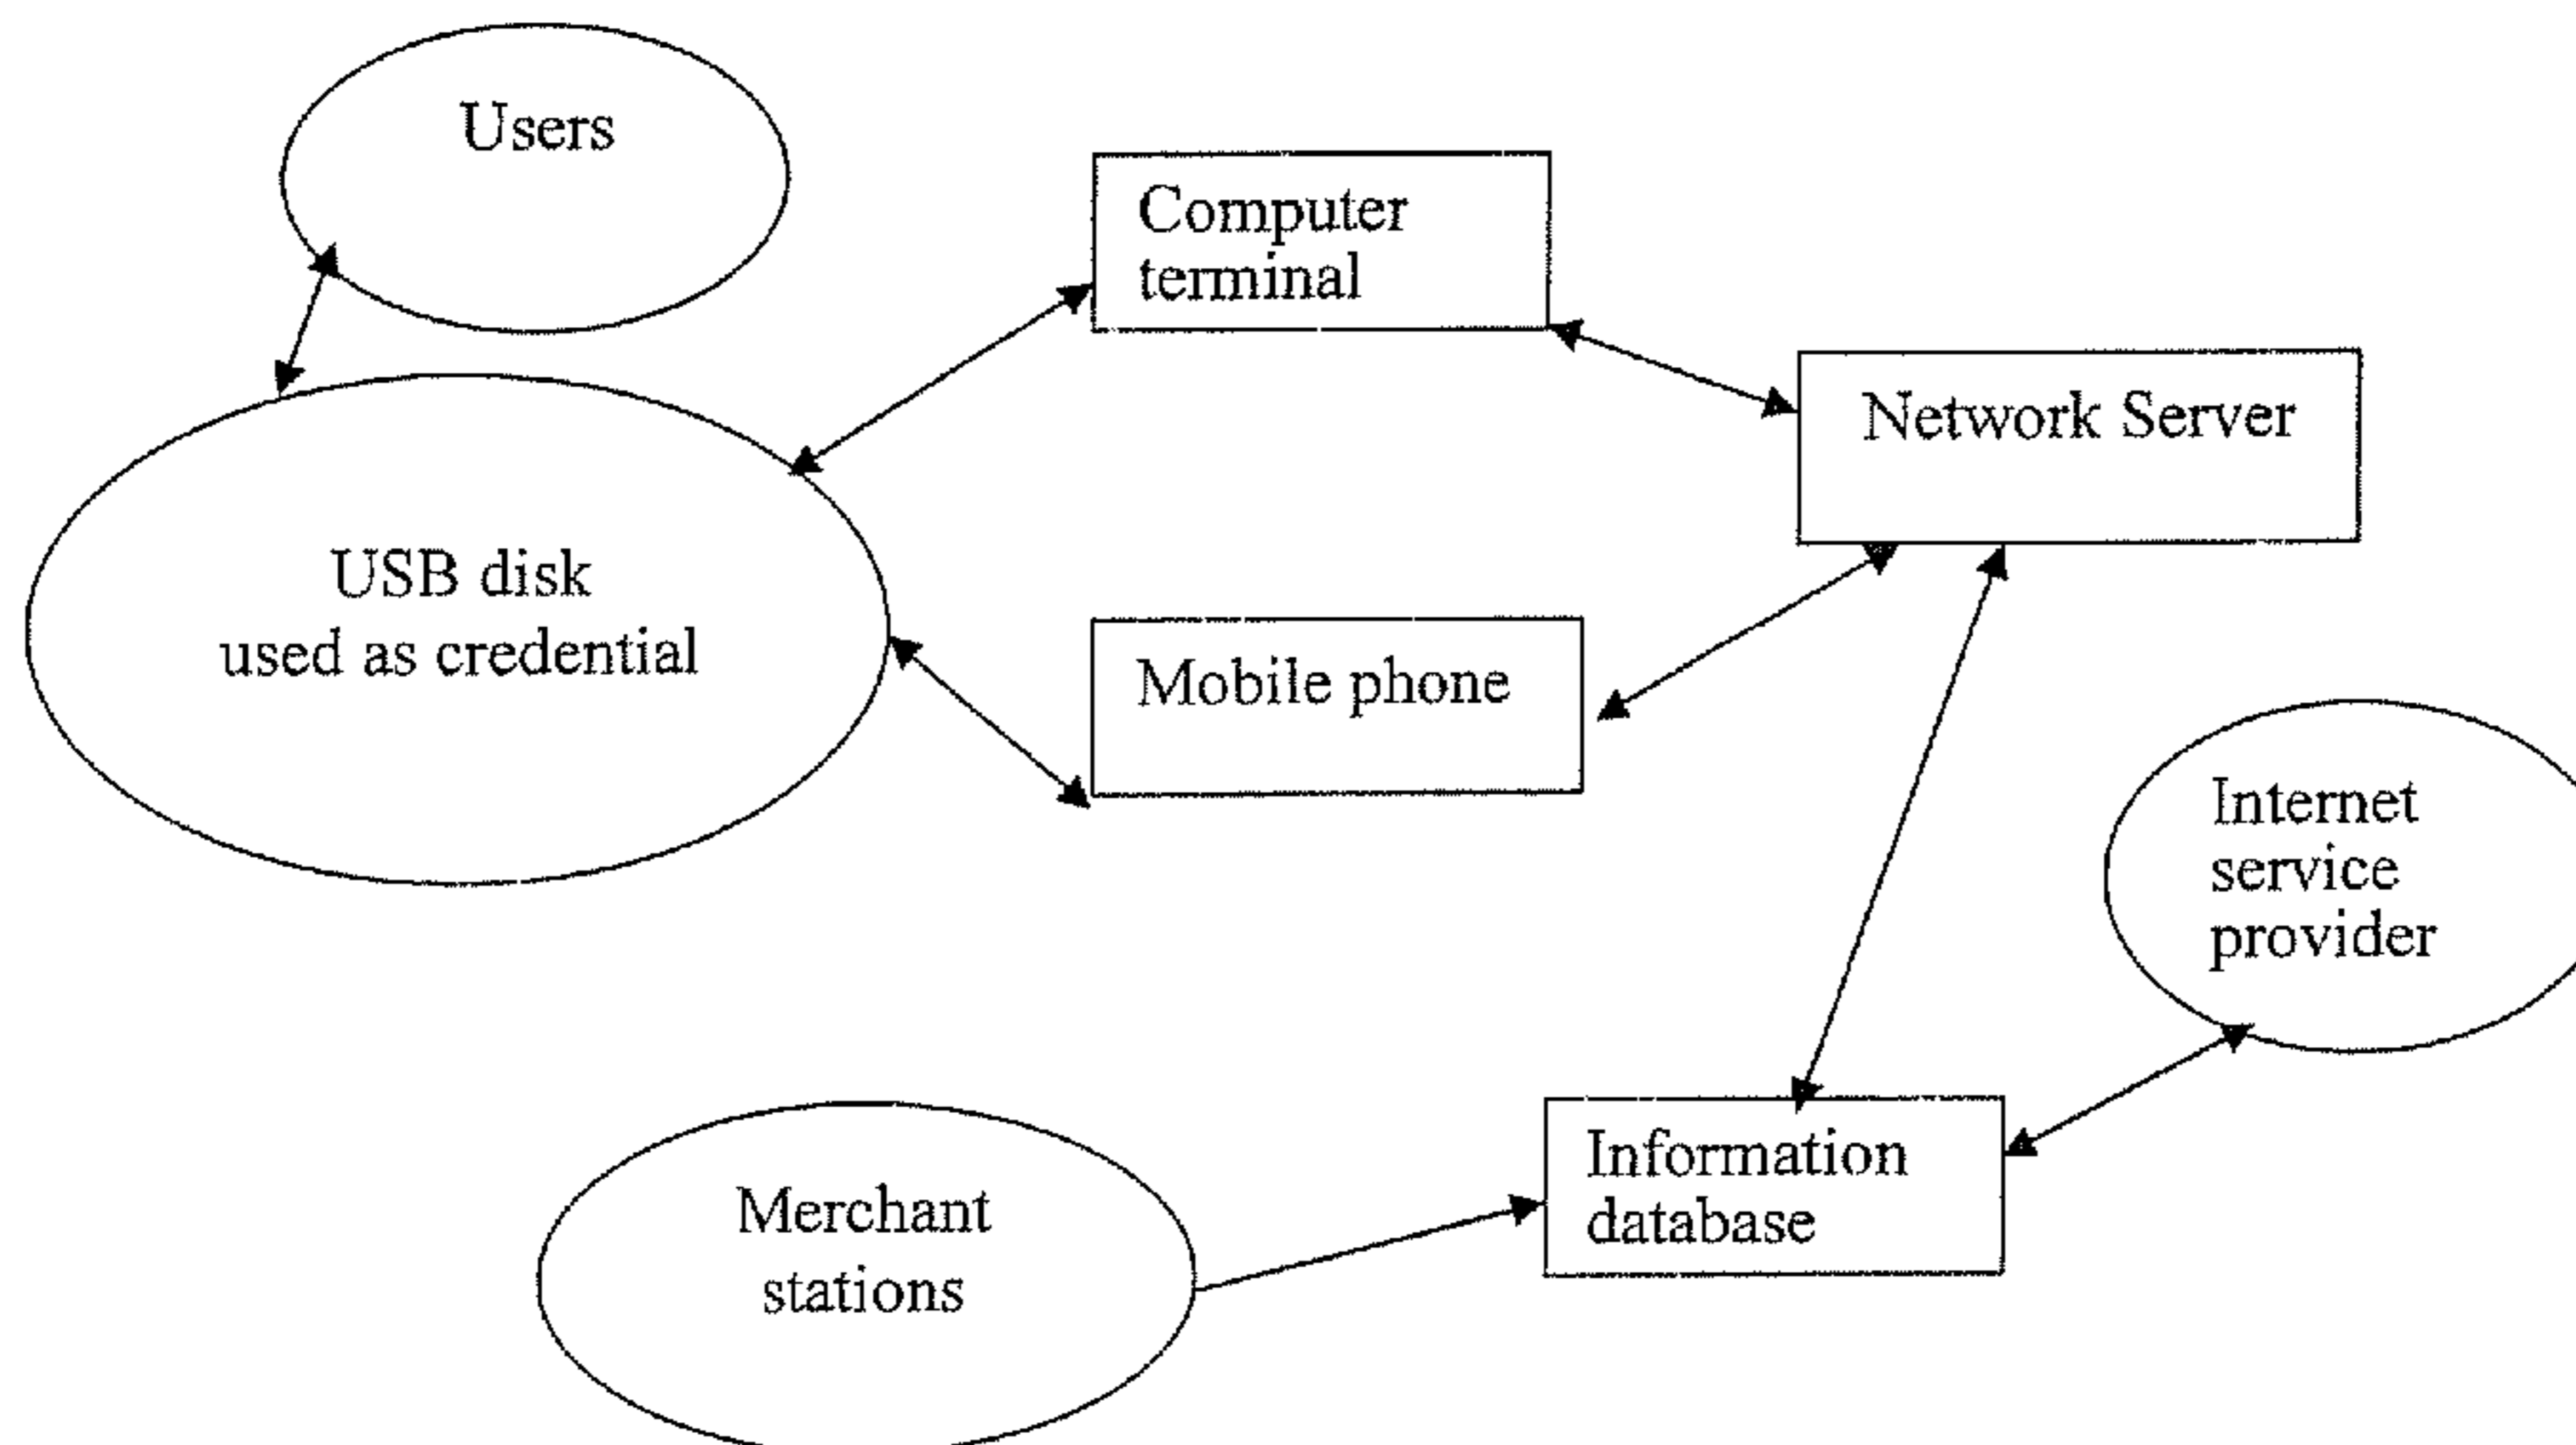 Users
Computer
terminal
Network Server
USB disk
used as credential
Mobile phone
Internet
service
provider
Information
database
Merchant
stations